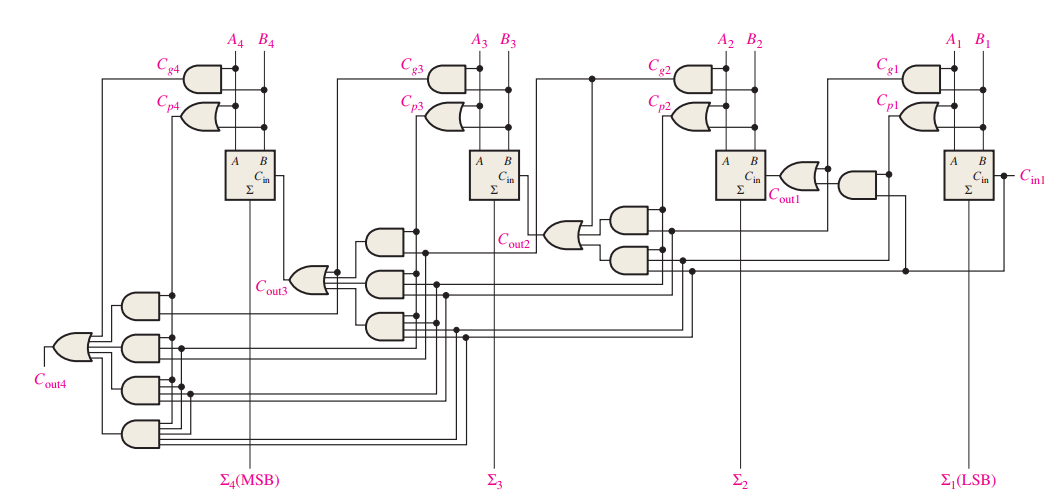 A4 B4 A3 B3 A2 B2 A1 B1
Cg4 Cg3 Cg2 Cg1
Cp4 Cp3 Cp2 Cp1
A B A B A B A B
Cin Cin Cin Cin Cin1
Σ Σ Σ Σ
Cout1
Cout2
Cout3
Cout4
Σ4(MSB) Σ3 Σ2 Σ1(LSB)